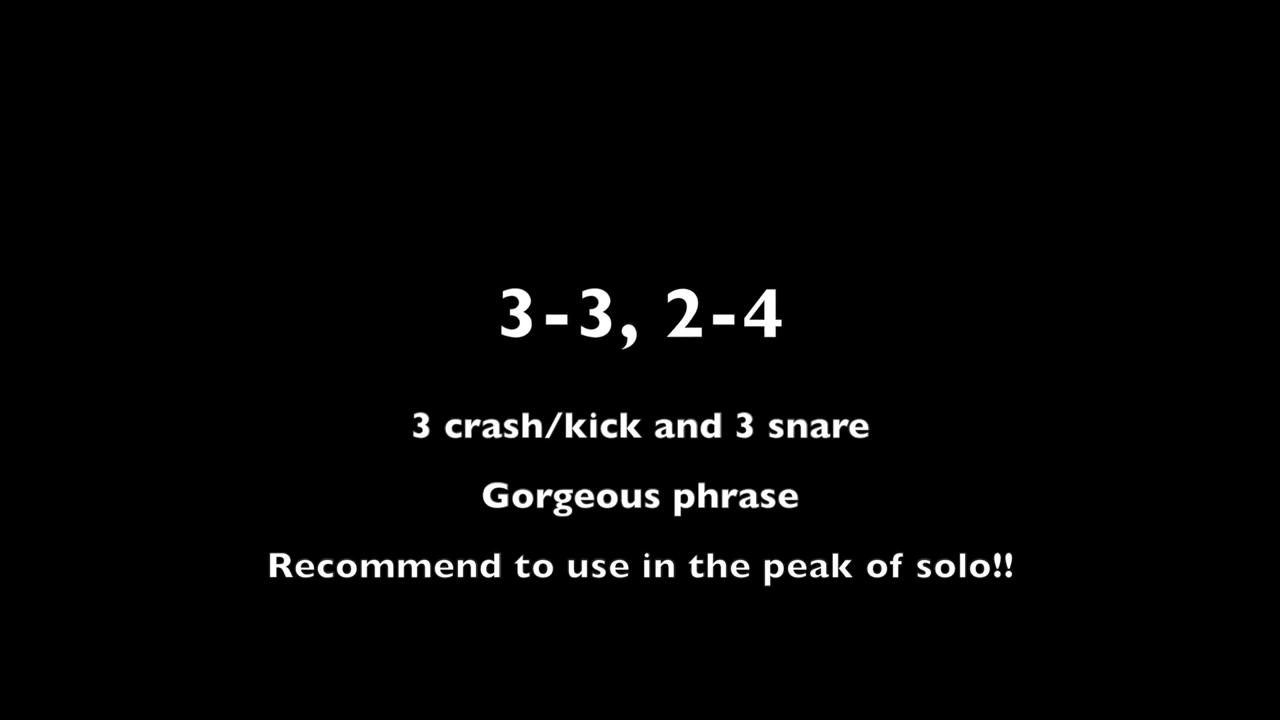 3-3, 2-4
3 crash/kick and 3 snare
Gorgeous phrase
Recommend to use in the peak of solo!!